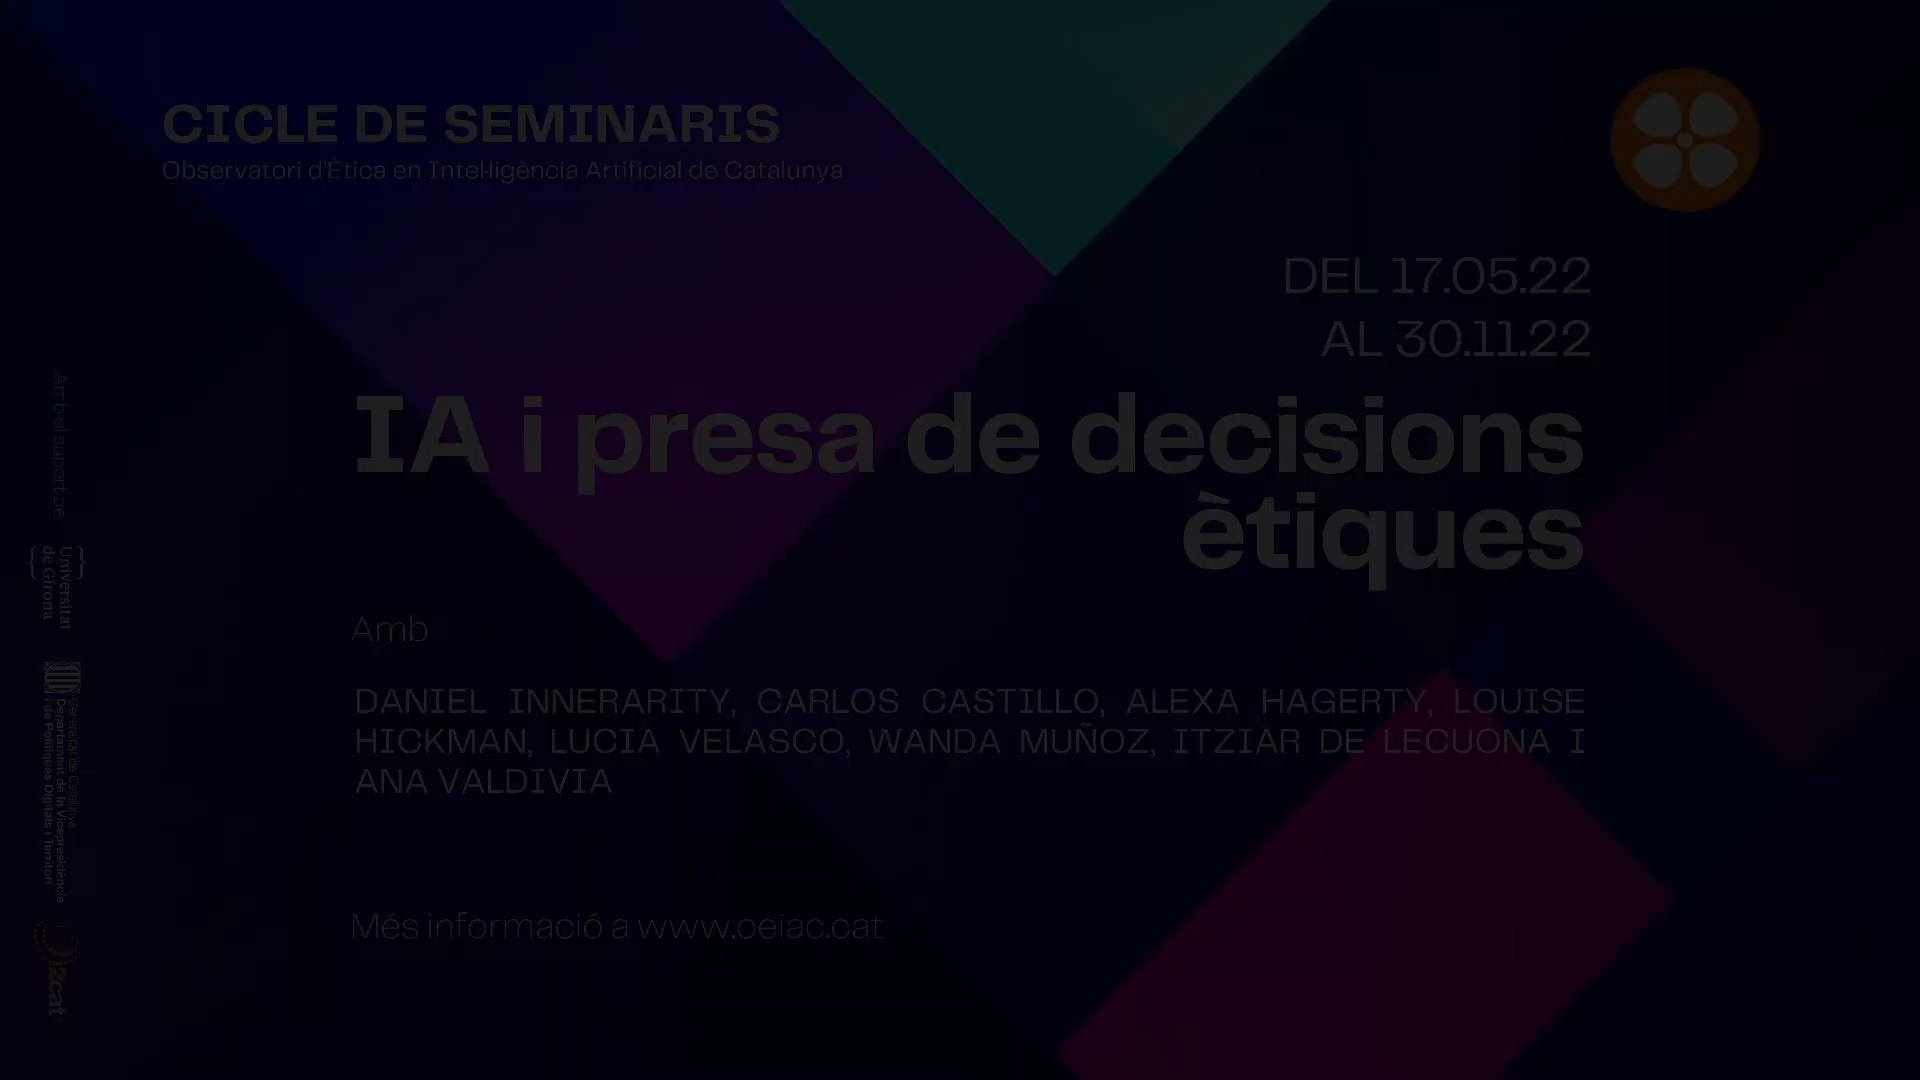 CICLE DE SEMINARIS
Observatori d'Ètica en Intel·ligència Artificial de Catalunya
DEL 17.05.22
AL 30.11.22
IA i presa de decisions
ètiques
Amb
DANIEL INNERARITY, CARLOS CASTILLO, ALEXA HAGERTY, LOUISE
HICKMAN, LUCIA VELASCO, WANDA MUÑOZ, ITZIAR DE LECUONA I
ANA VALDIVIA
Més informació a www.oeiac.cat
Amb el suport de
Universitat
de Girona
Generalitat de Catalunya
Departament de la Vicepresidència
i de Polítiques Digitals i Territori
i2cat